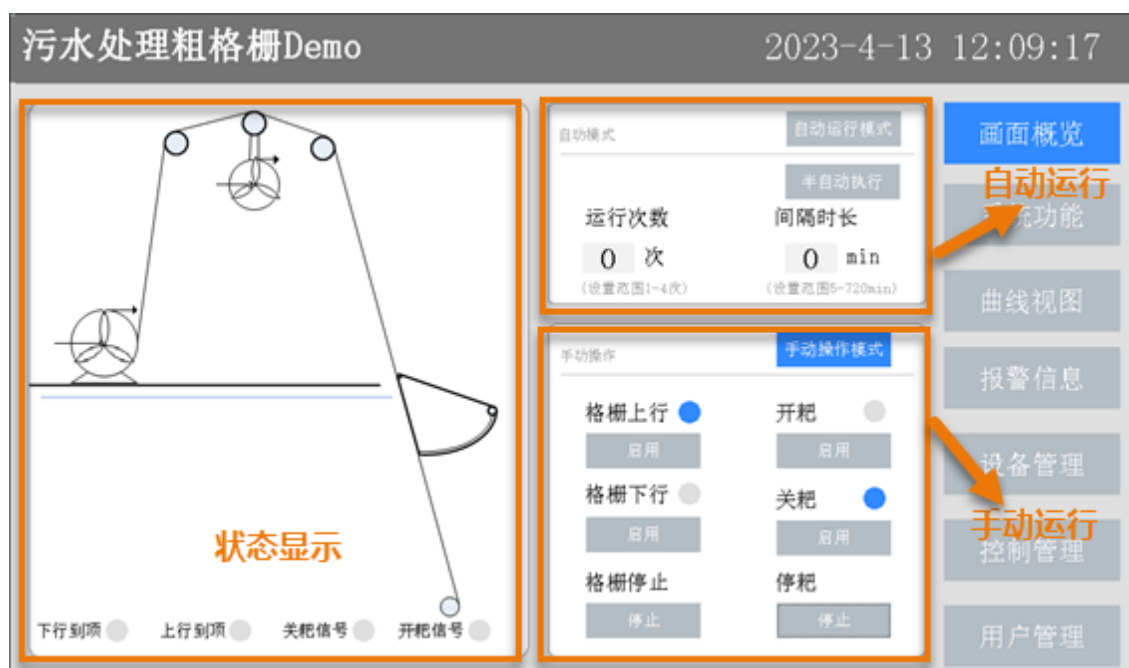 污水处理粗格栅Demo
2023-4-13 12:09:17
状态显示
下行到项 上行到项 关耙信号 开耙信号
自动模式
自动运行模式
半自动执行
运行次数 间隔时长
0 次 0 min
(设置范围1-4次) (设置范围5-720min)
手动操作
手动操作模式
格栅上行 开耙
启用 启用
格栅下行 关耙
启用 启用
格栅停止 停耙
停止 停止
画面概览
自动运行
系统功能
曲线视图
报警信息
设备管理
手动运行
控制管理
用户管理